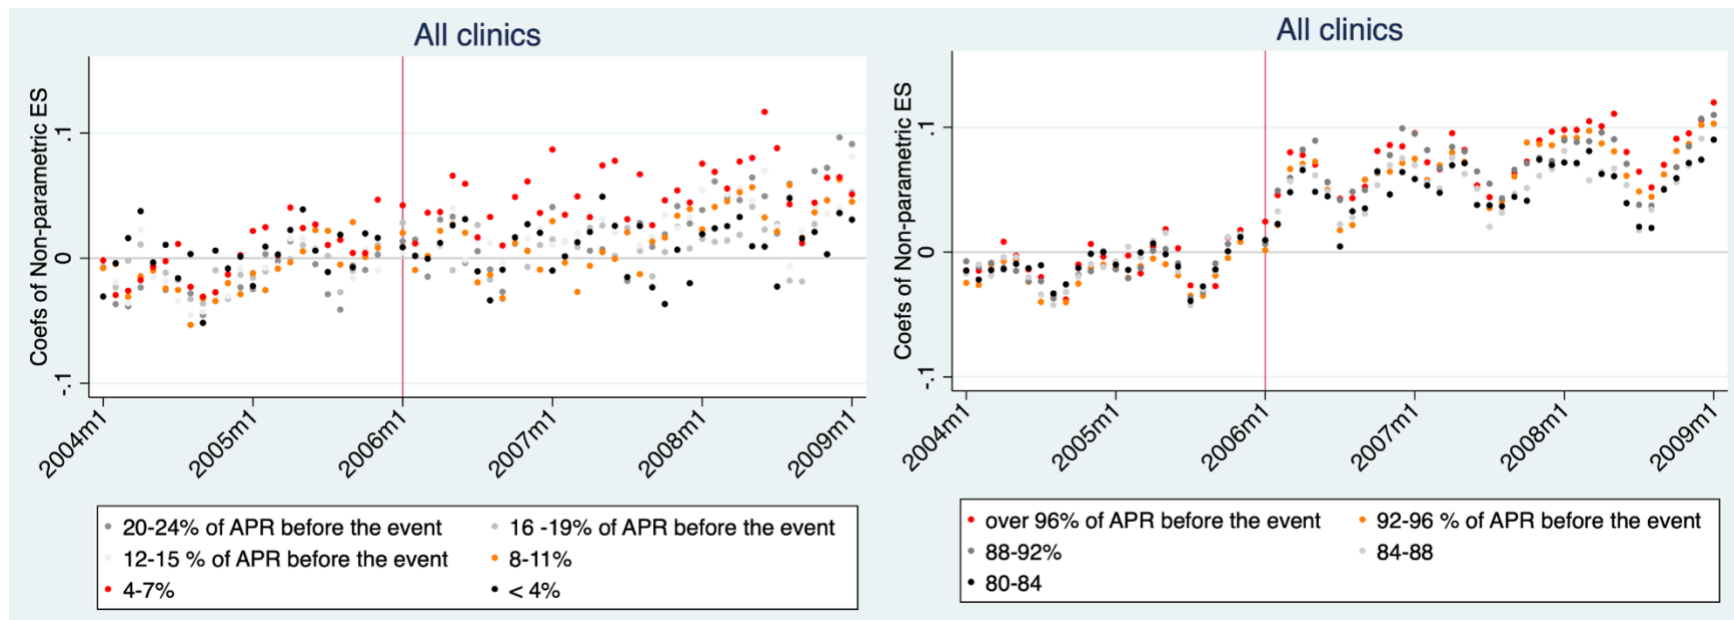 All clinics
Coefs of Non-parametric ES
.1
0
-.1
2004m1
2005m1
2006m1
2007m1
2008m1
2009m1
20-24% of APR before the event
16 -19% of APR before the event
12-15 % of APR before the event
8-11%
4-7%
< 4%
All clinics
Coefs of Non-parametric ES
.1
0
-.1
2004m1
2005m1
2006m1
2007m1
2008m1
2009m1
over 96% of APR before the event
92-96 % of APR before the event
88-92%
84-88
80-84